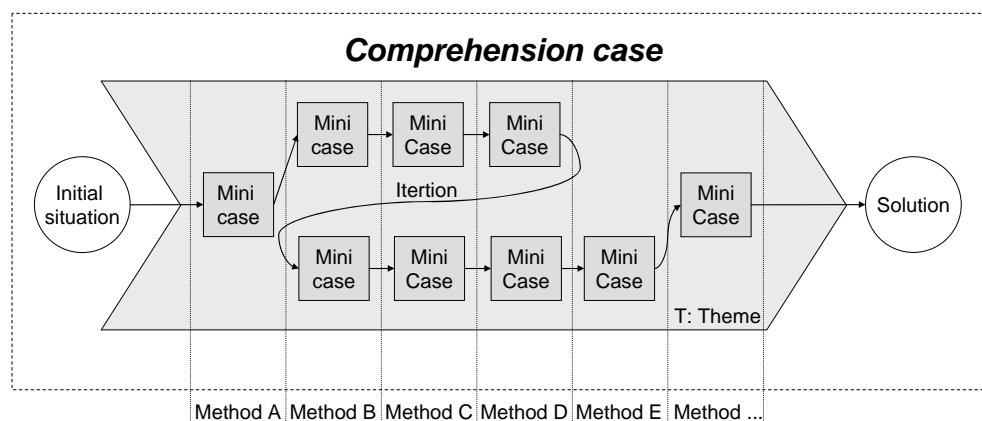 Comprehension case
Mini
case
Mini
Case
Mini
Case
Initial
situation
Mini
case
Itertion
Mini
Case
Solution
Mini
case
Mini
Case
Mini
Case
Mini
Case
T: Theme
Method A
Method B
Method C
Method D
Method E
Method ...